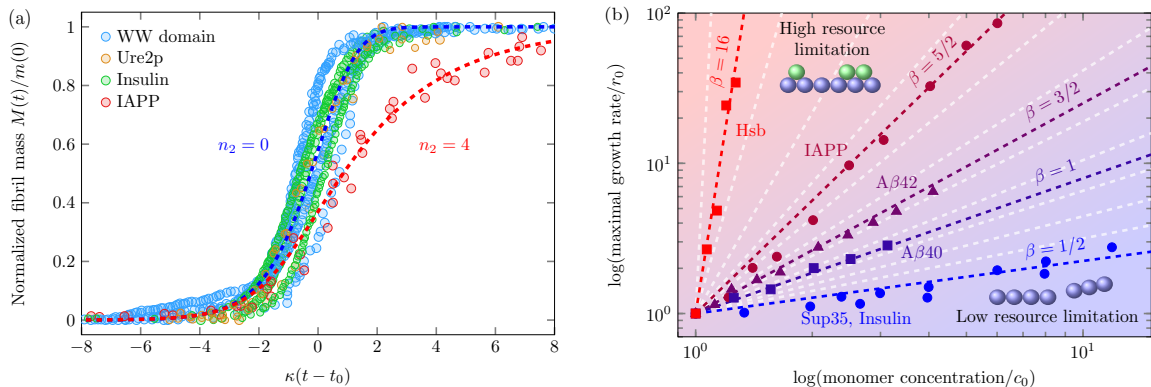 (a)
Normalized fibril mass M(t)/m(0)
1
0.8
0.6
0.4
0.2
0
WW domain
Ure2p
Insulin
IAPP
n₂ = 0
n₂ = 4
−8 −6 −4 −2 0 2 4 6 8
κ(t − t₀)
(b)
log(maximal growth rate/r₀)
10²
10¹
10⁰
β = 16
High resource
limitation
β = 5/2
β = 3/2
Hsb
IAPP
β = 1
Aβ42
Aβ40
β = 1/2
Sup35, Insulin
Low resource limitation
10⁰ 10¹
log(monomer concentration/c₀)